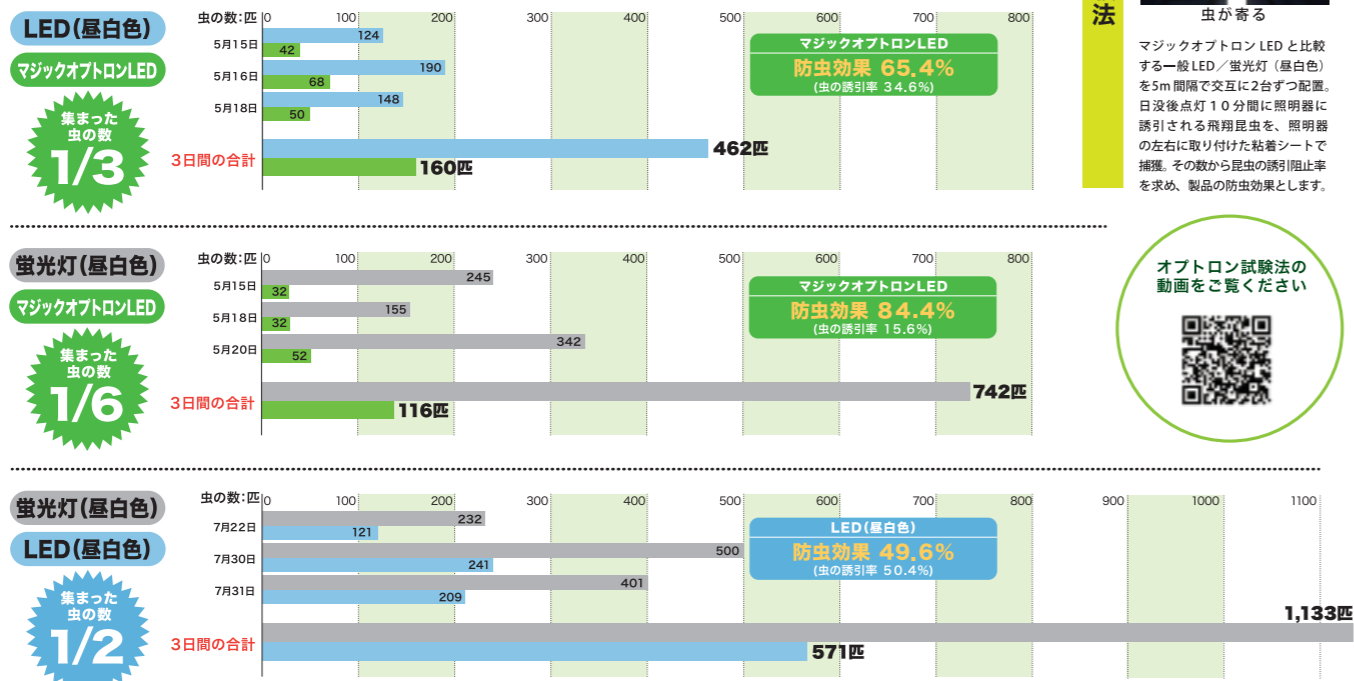 LED(昼白色)
マジックオプトロンLED
集まった
虫の数
1/3
虫の数:匹
0 100 200 300 400 500 600 700 800
5月15日 124
42
5月16日 190
68
5月18日 148
50
3日間の合計 462匹
160匹
マジックオプトロンLED
防虫効果 65.4%
(虫の誘引率 34.6%)
法
虫が寄る
マジックオプトロン LED と比較
する一般 LED/蛍光灯(昼白色)
を5m 間隔で交互に2台ずつ配置。
日没後点灯10分間に照明器に
誘引される飛翔昆虫を、照明器
の左右に取り付けた粘着シートで
捕獲。その数から昆虫の誘引阻止率
を求め、製品の防虫効果とします。
蛍光灯(昼白色)
マジックオプトロンLED
集まった
虫の数
1/6
虫の数:匹
0 100 200 300 400 500 600 700 800
5月15日 245
32
5月18日 155
32
5月20日 342
52
3日間の合計 742匹
116匹
マジックオプトロンLED
防虫効果 84.4%
(虫の誘引率 15.6%)
オプトロン試験法の
動画をご覧ください
蛍光灯(昼白色)
LED(昼白色)
集まった
虫の数
1/2
虫の数:匹
0 100 200 300 400 500 600 700 800 900 1000 1100
7月22日 232
121
7月30日 500
241
7月31日 401
209
3日間の合計 1,133匹
571匹
LED(昼白色)
防虫効果 49.6%
(虫の誘引率 50.4%)